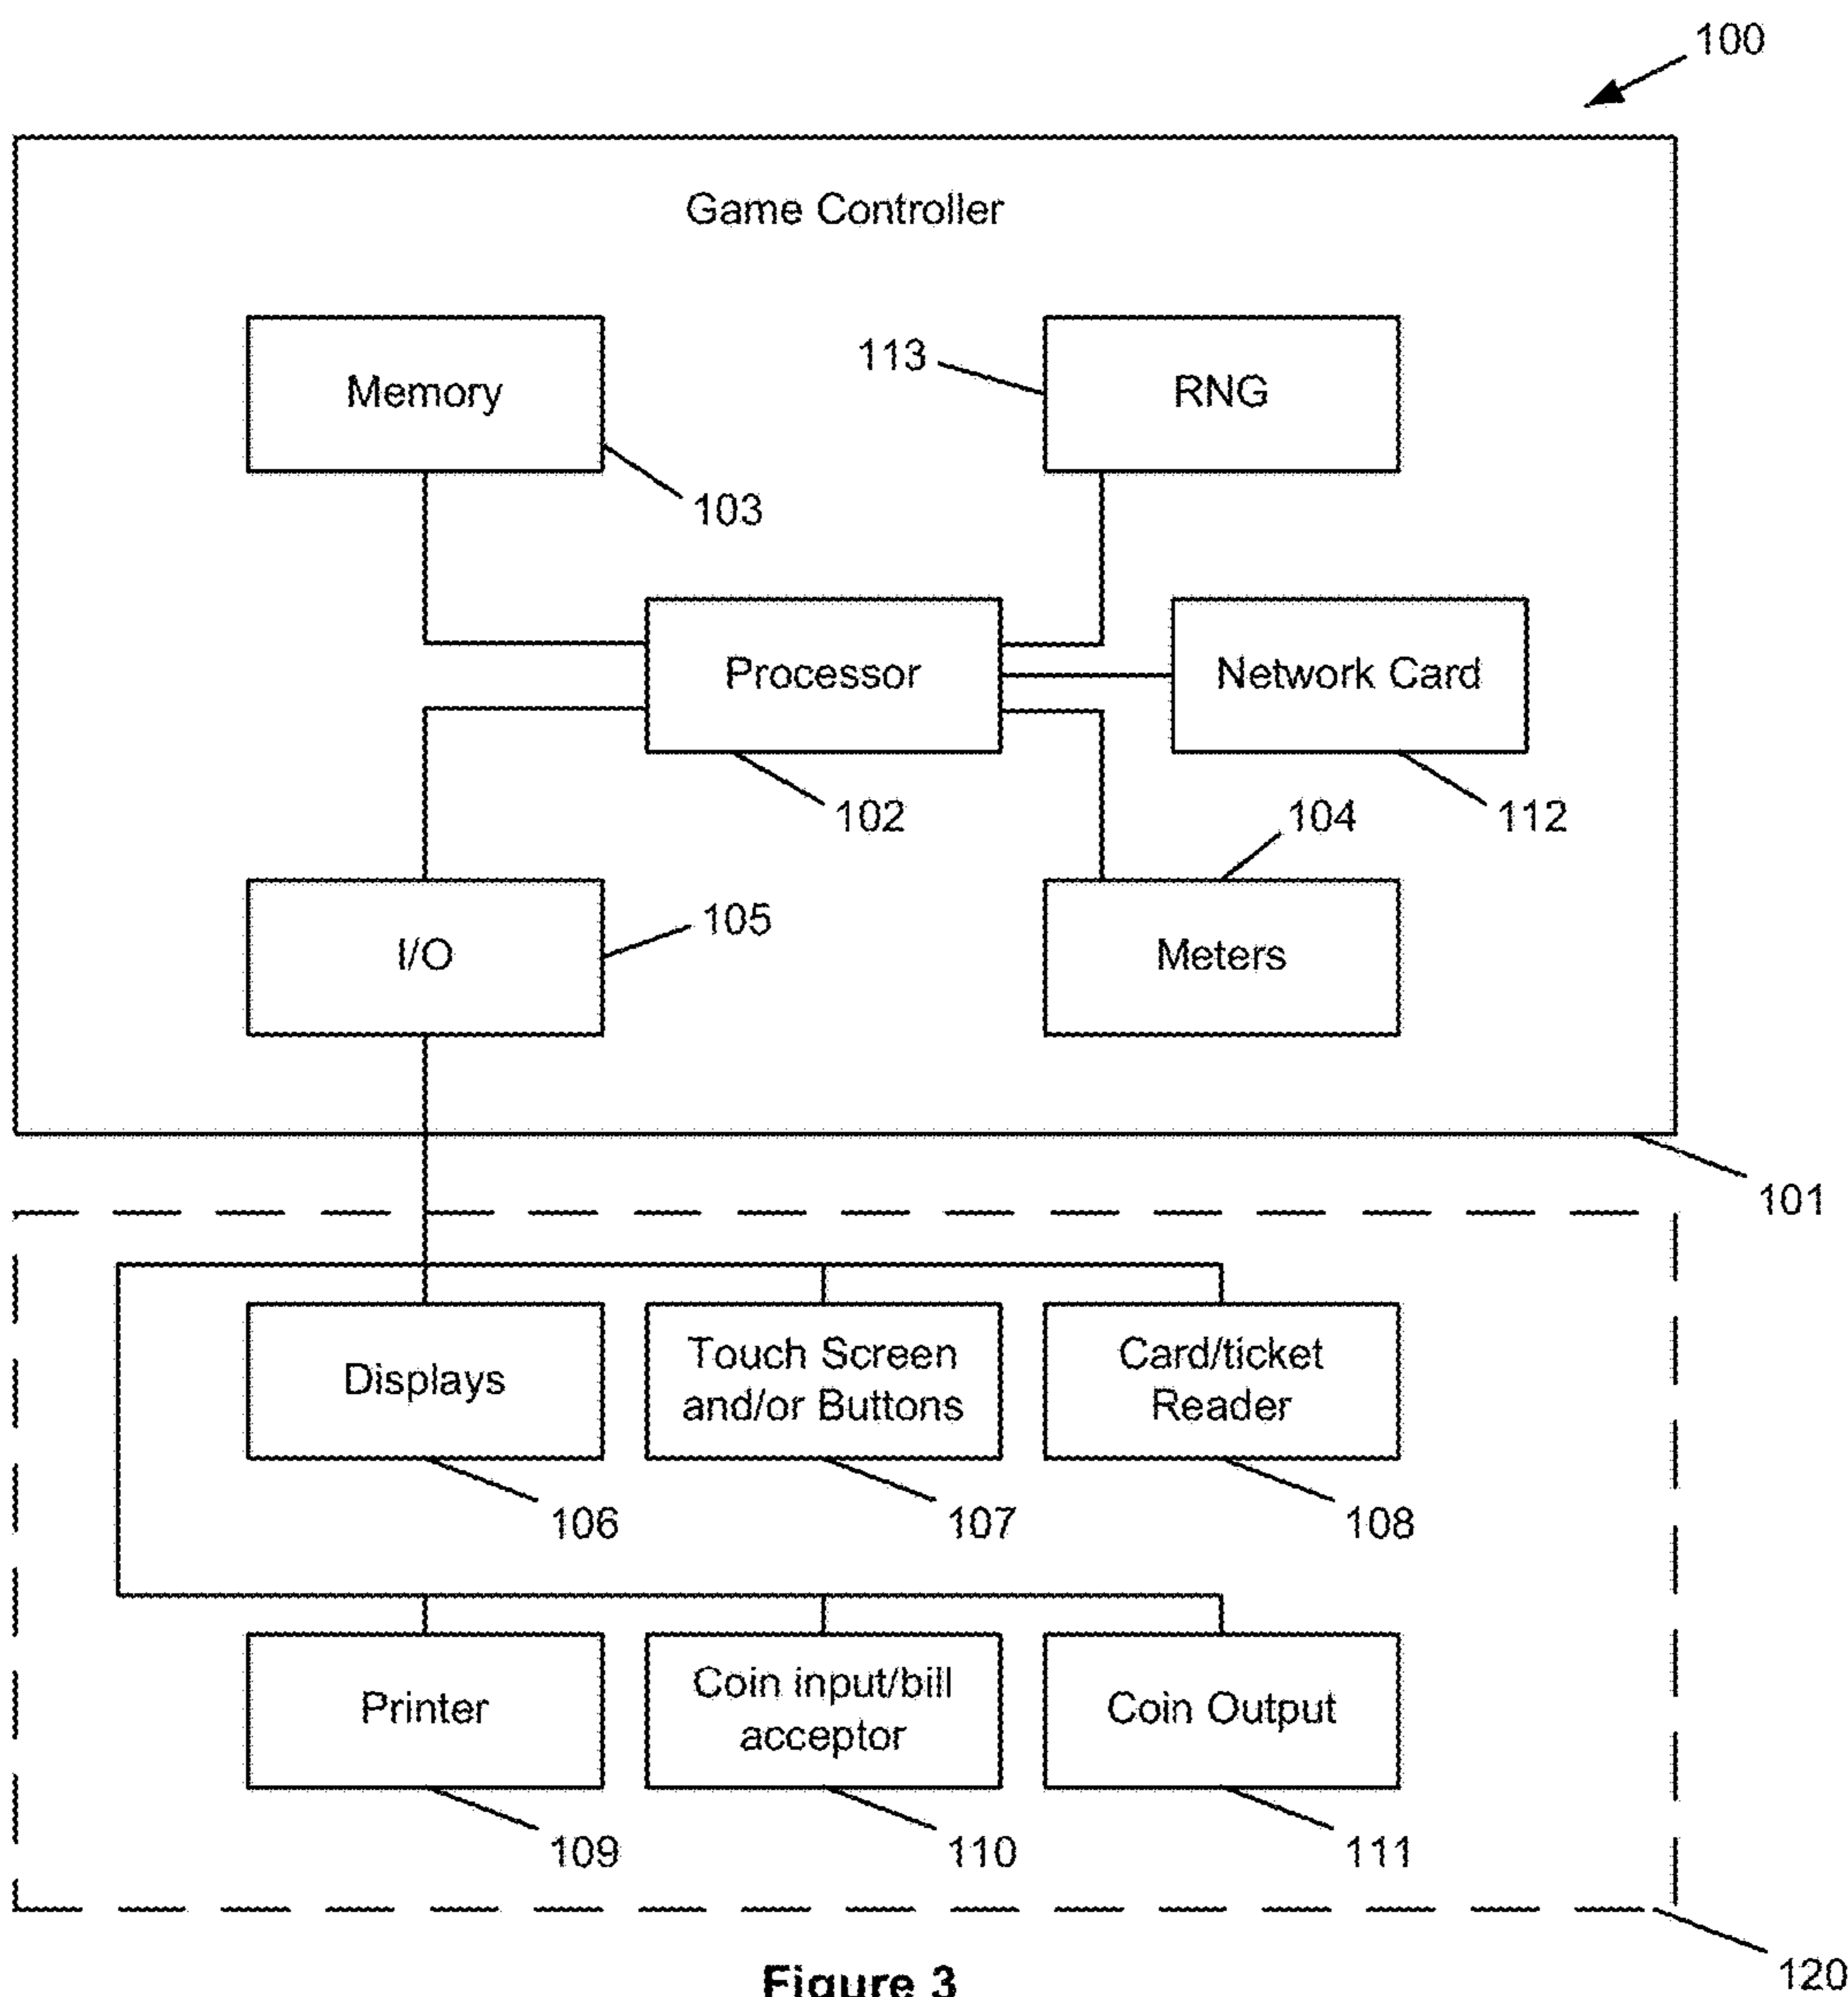 100
Game Controller
Memory
113
RNG
103
Processor
Network Card
102
104
112
I/O
105
Meters
101
Displays
Touch Screen
and/or Buttons
Card/ticket
Reader
106
107
108
Printer
Coin input/bill
acceptor
Coin Output
109
110
111
120
Figure 3